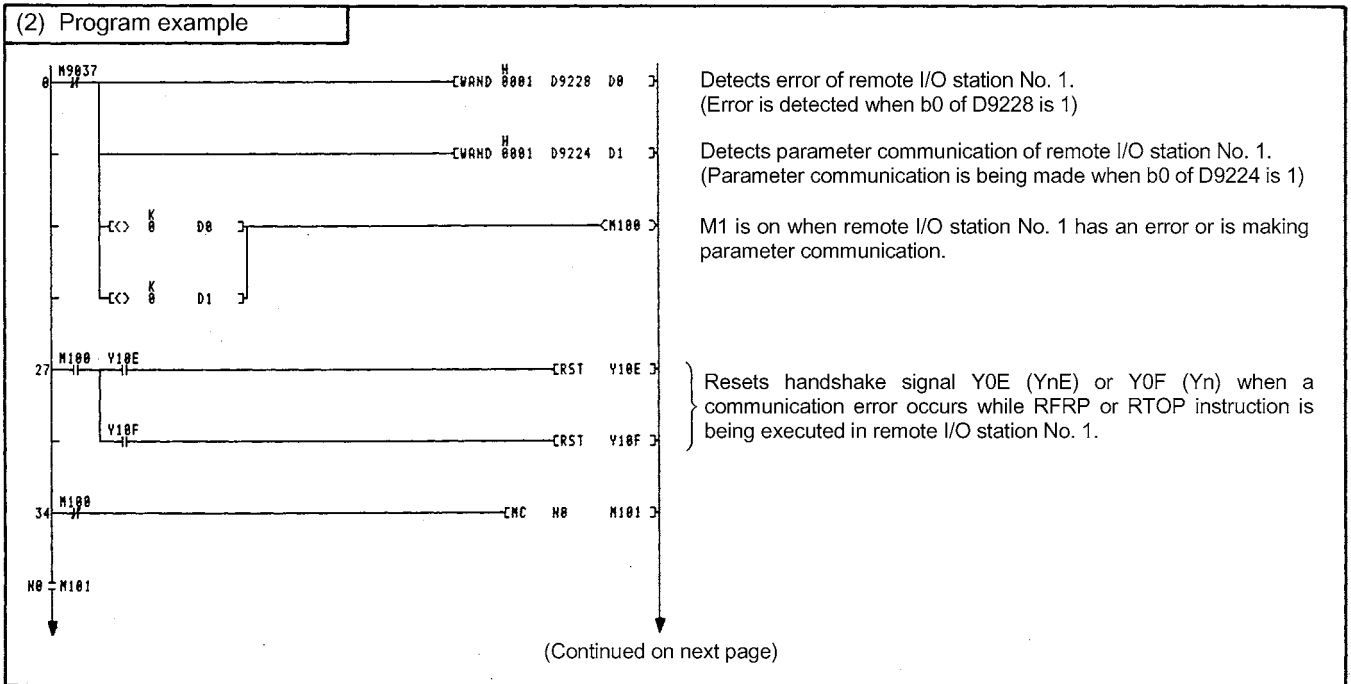 (2) Program example
M9037
0
H
[WAND 0001 D9228 D0 ]
Detects error of remote I/O station No. 1.
(Error is detected when b0 of D9228 is 1)
H
[WAND 0001 D9224 D1 ]
Detects parameter communication of remote I/O station No. 1.
(Parameter communication is being made when b0 of D9224 is 1)
K
[<> 0 D0 ]
(M100 )
M1 is on when remote I/O station No. 1 has an error or is making
parameter communication.
K
[<> 0 D1 ]
M100 Y10E
27
[RST Y10E ]
Y10F
[RST Y10F ]
Resets handshake signal Y0E (YnE) or Y0F (Yn) when a
communication error occurs while RFRP or RTOP instruction is
being executed in remote I/O station No. 1.
M100
34
[MC N0 M101 ]
N0 M101
(Continued on next page)